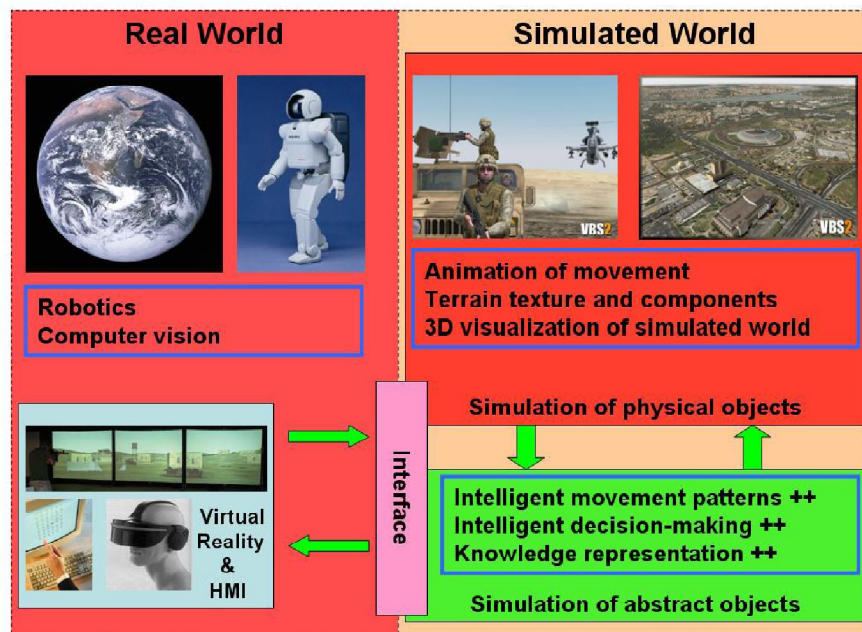 Real World
Simulated World
VBS2
VBS2
Robotics
Computer vision
Animation of movement
Terrain texture and components
3D visualization of simulated world
Simulation of physical objects
Interface
Virtual
Reality
&
HMI
Intelligent movement patterns ++
Intelligent decision-making ++
Knowledge representation ++
Simulation of abstract objects